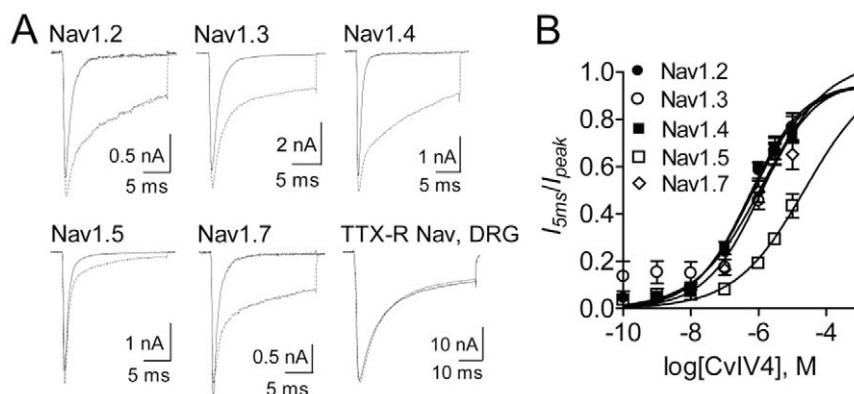 A
Nav1.2 Nav1.3 Nav1.4
0.5 nA
5 ms
2 nA
5 ms
1 nA
5 ms
Nav1.5 Nav1.7 TTX-R Nav, DRG
1 nA
5 ms
0.5 nA
5 ms
10 nA
10 ms
B
I5ms/Ipeak
1.0
0.8
0.6
0.4
0.2
0.0
Nav1.2
Nav1.3
Nav1.4
Nav1.5
Nav1.7
-10 -8 -6 -4
log[CvIV4], M